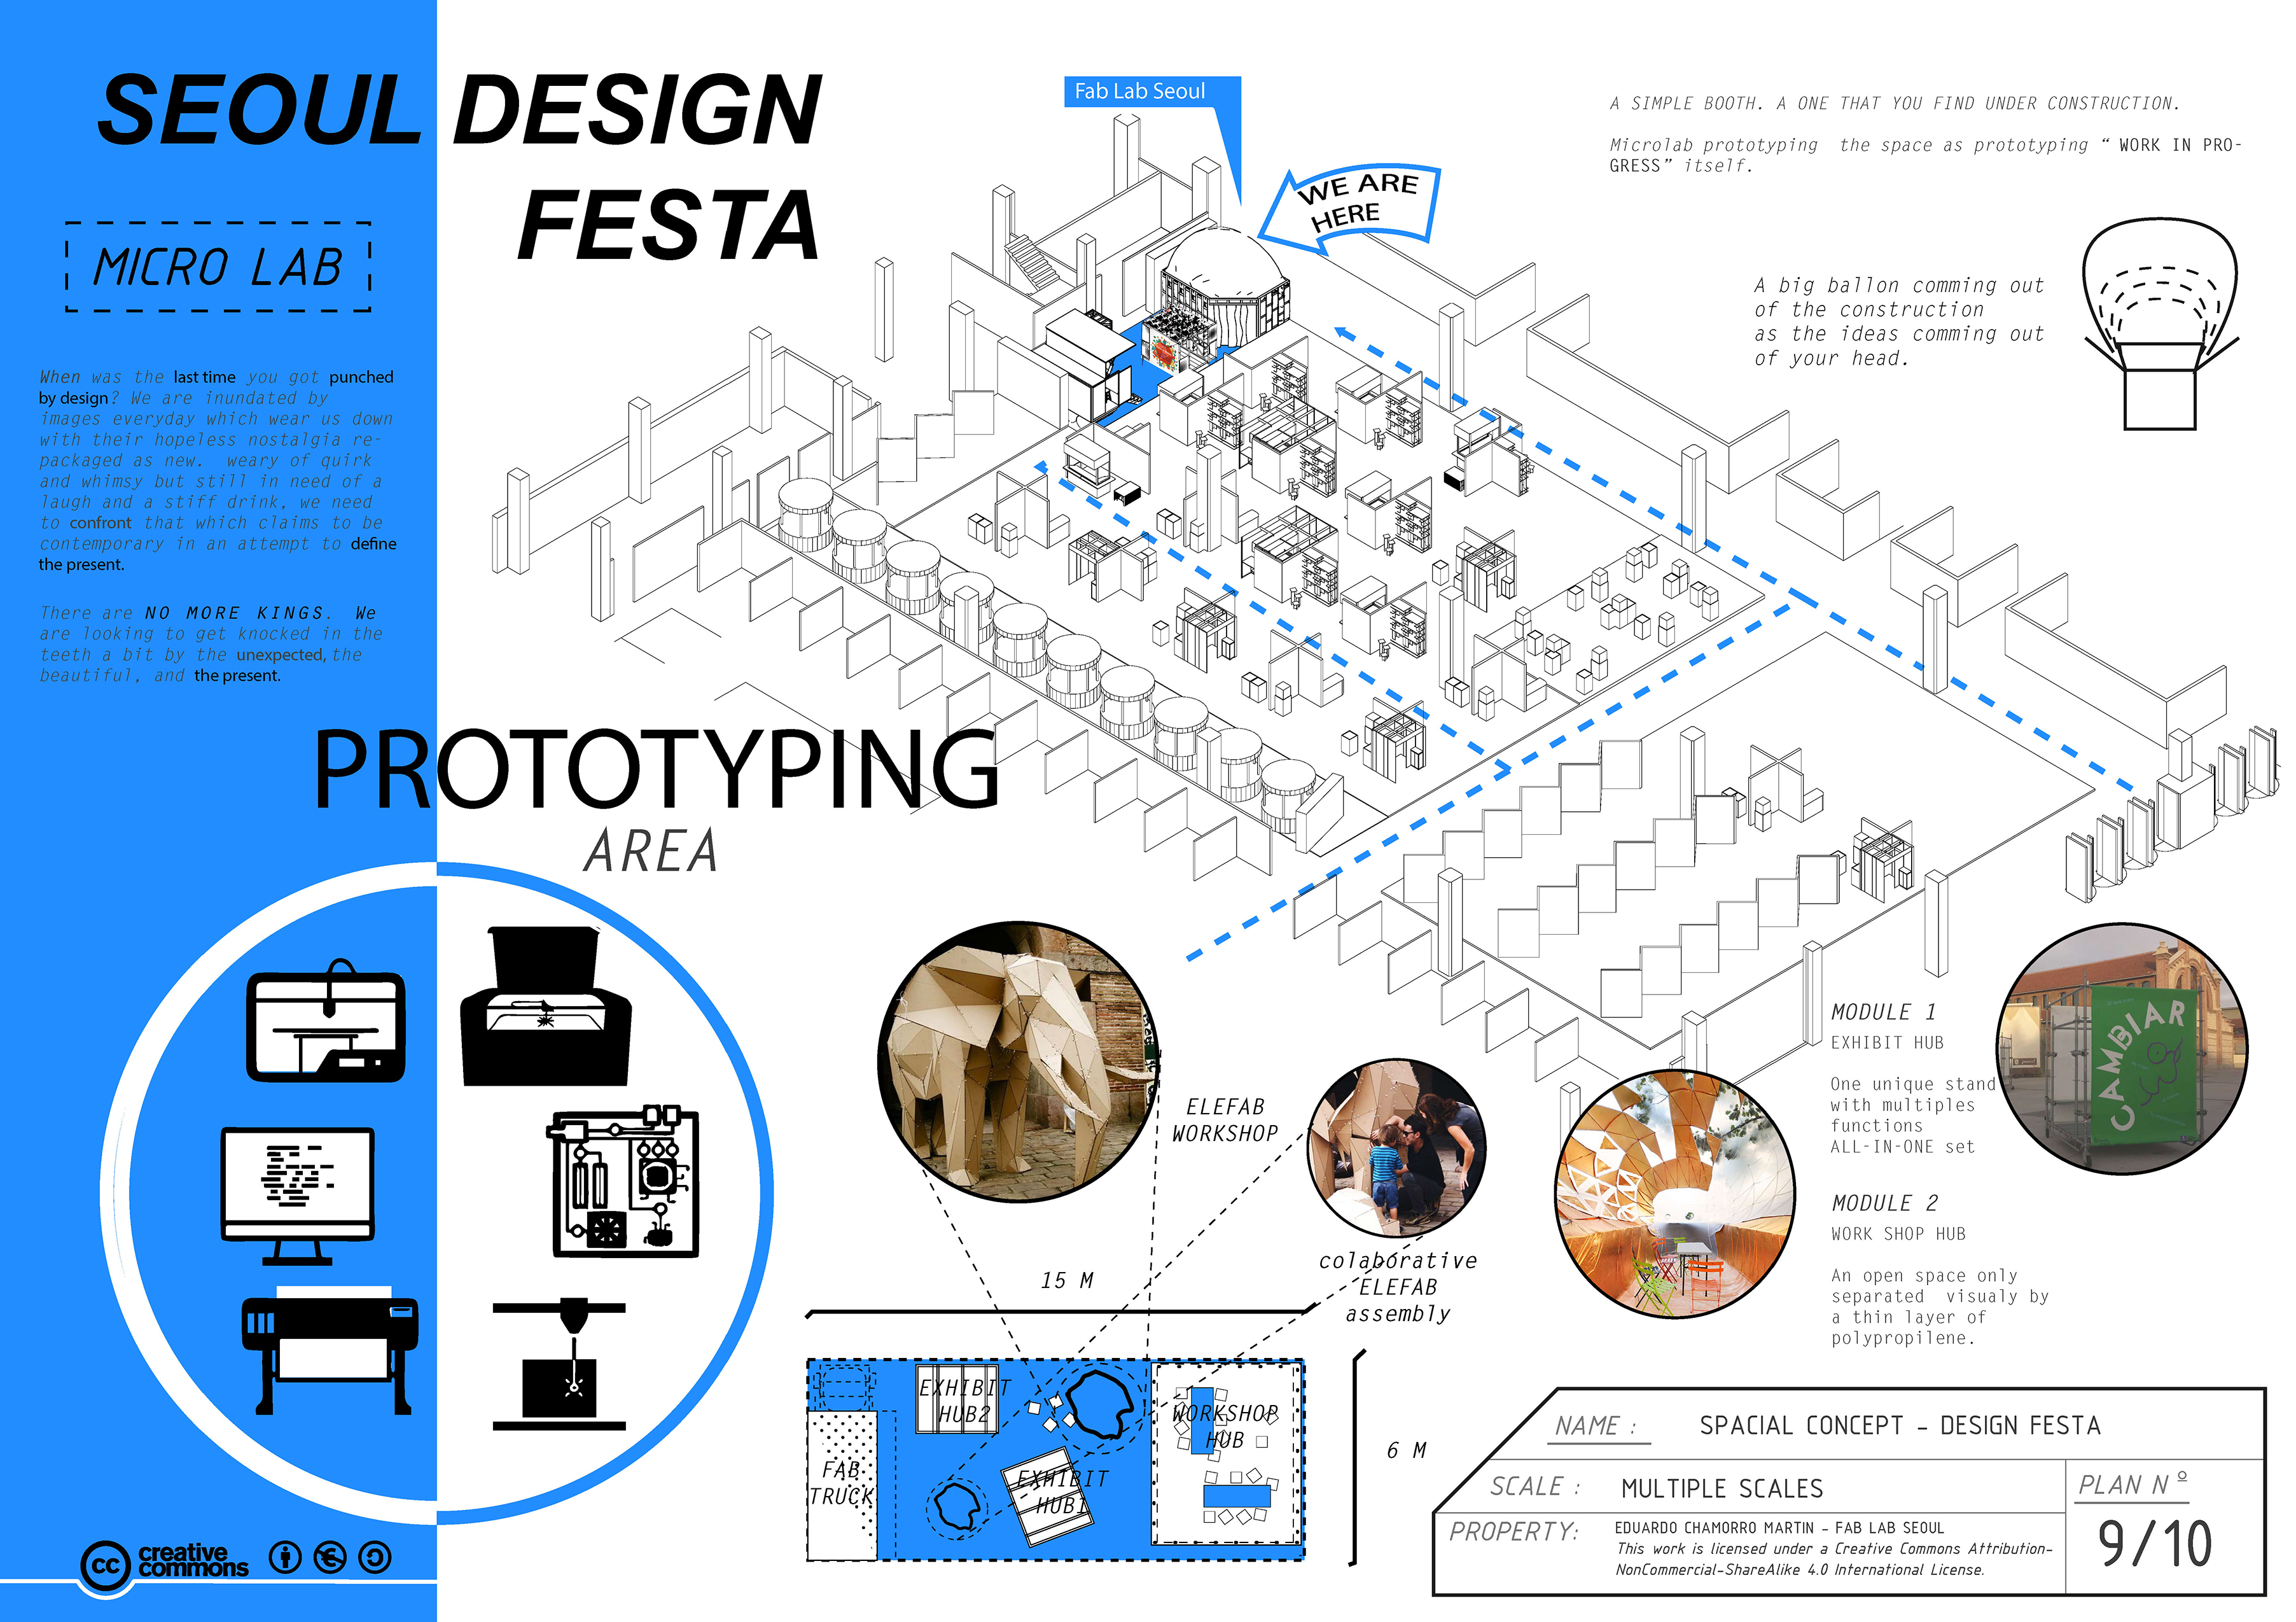 SEOUL DESIGN
FESTA
MICRO LAB
When was the last time you got punched
by design? We are inundated by
images everyday which wear us down
with their hopeless nostalgia re-
packaged as new. weary of quirk
and whimsy but still in need of a
laugh and a stiff drink, we need
to confront that which claims to be
contemporary in an attempt to define
the present.
There are NO MORE KINGS. We
are looking to get knocked in the
teeth a bit by the unexpected, the
beautiful, and the present.
Fab Lab Seoul
WE ARE
HERE
A SIMPLE BOOTH. A ONE THAT YOU FIND UNDER CONSTRUCTION.
Microlab prototyping the space as prototyping “ WORK IN PRO-
GRESS” itself.
A big ballon comming out
of the construction
as the ideas comming out
of your head.
PROTOTYPING
AREA
ELEFAB
WORKSHOP
colaborative
ELEFAB
assembly
MODULE 1
EXHIBIT HUB
One unique stand
with multiples
functions
ALL-IN-ONE set
CAMBIAR
MODULE 2
WORK SHOP HUB
An open space only
separated visualy by
a thin layer of
polypropilene.
15 M
6 M
EXHIBIT
HUB2
WORKSHOP
HUB
FAB
TRUCK
EXHIBIT
HUB1
cc creative
commons
NAME : SPACIAL CONCEPT - DESIGN FESTA
SCALE : MULTIPLE SCALES
PLAN Nº
9/10
PROPERTY: EDUARDO CHAMORRO MARTIN - FAB LAB SEOUL
This work is licensed under a Creative Commons Attribution-
NonCommercial-ShareAlike 4.0 International License.